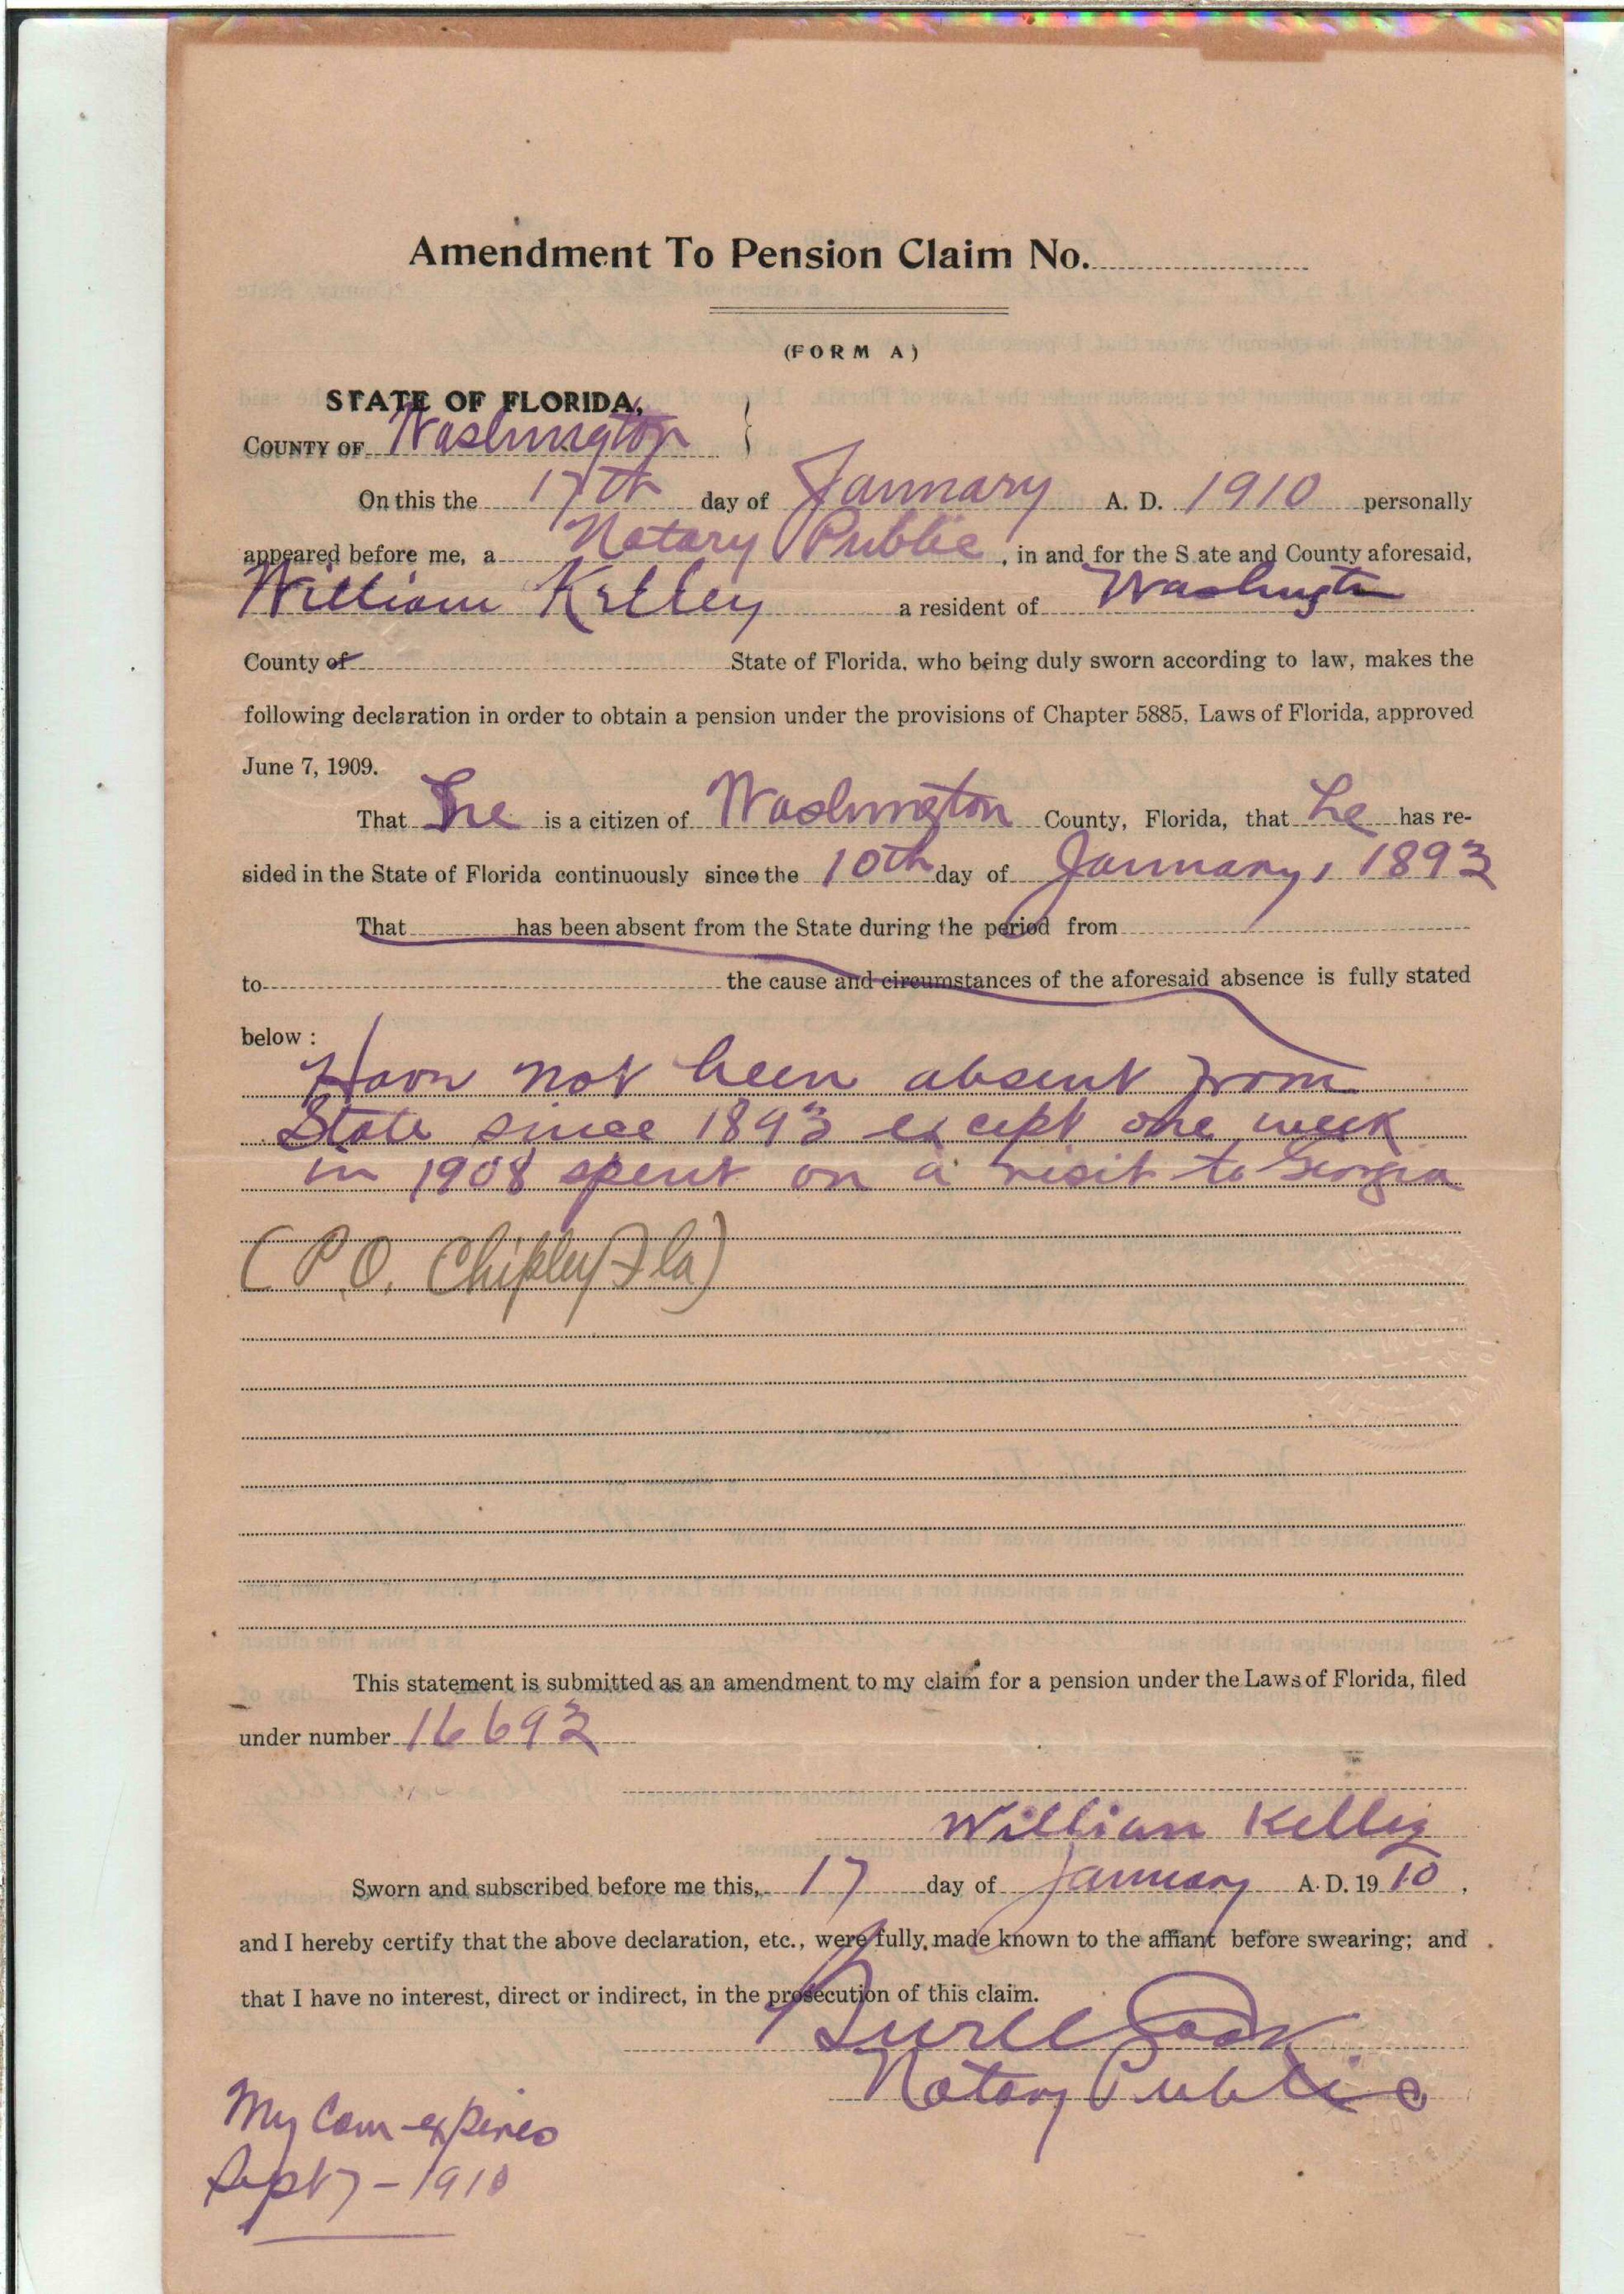 Amendment To Pension Claim No.
(FORM A)
STATE OF FLORIDA,
COUNTY OF Washington }
On this the 17th day of January A. D. 1910 personally
appeared before me, a Notary Public, in and for the S ate and County aforesaid,
William Kelley a resident of Washington
County of State of Florida, who being duly sworn according to law, makes the
following declaration in order to obtain a pension under the provisions of Chapter 5885, Laws of Florida, approved
June 7, 1909.
That he is a citizen of Washington County, Florida, that he has re-
sided in the State of Florida continuously since the 10th day of January, 1893
That has been absent from the State during the period from
to the cause and circumstances of the aforesaid absence is fully stated
below :
Have not been absent from
State since 1893 except one week
in 1908 spent on a visit to Georgia
(P.O. Chipley Fla)
This statement is submitted as an amendment to my claim for a pension under the Laws of Florida, filed
under number 16693
William Kelley
Sworn and subscribed before me this, 17 day of January A. D. 1910,
and I hereby certify that the above declaration, etc., were fully made known to the affiant before swearing; and
that I have no interest, direct or indirect, in the prosecution of this claim.
Burell Cook
Notary Public
My Com expires
Sept 7 - 1910